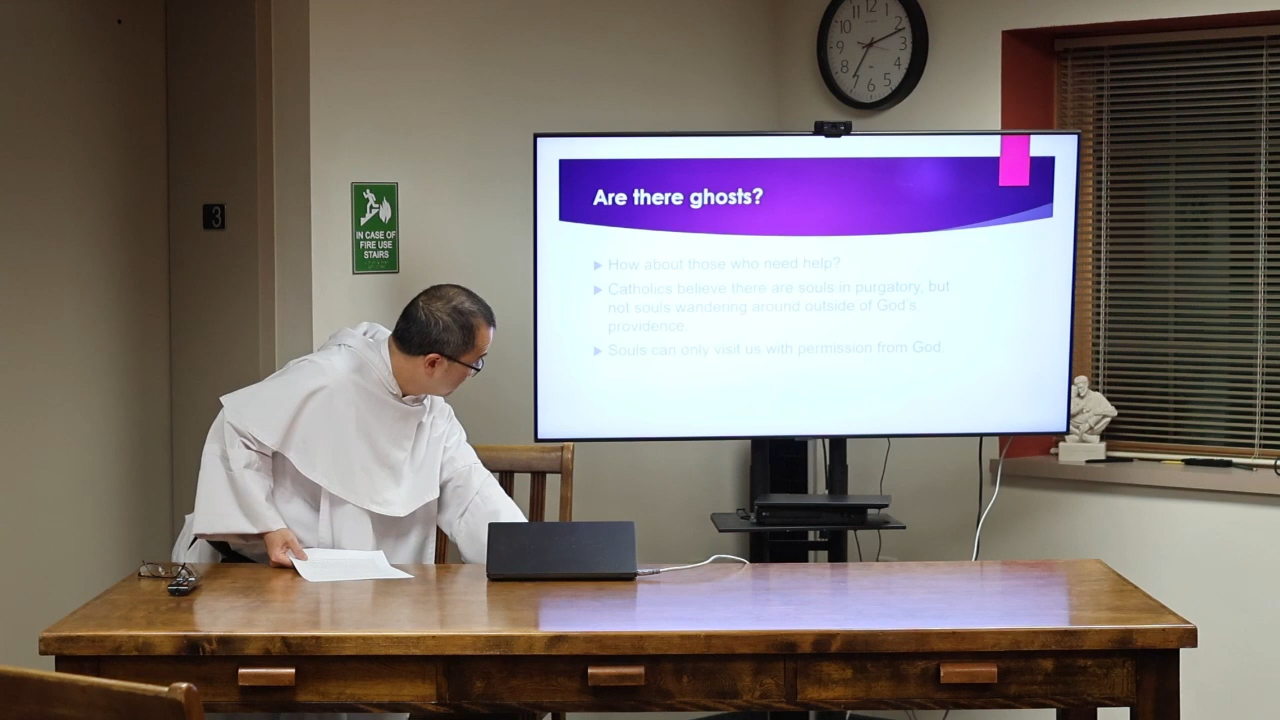 11 12 1
10 2
9 3
8 4
7 6 5
Are there ghosts?
How about those who need help?
Catholics believe there are souls in purgatory, but
not souls wandering around outside of God's
providence.
Souls can only visit us with permission from God.
3
IN CASE OF
FIRE USE
STAIRS